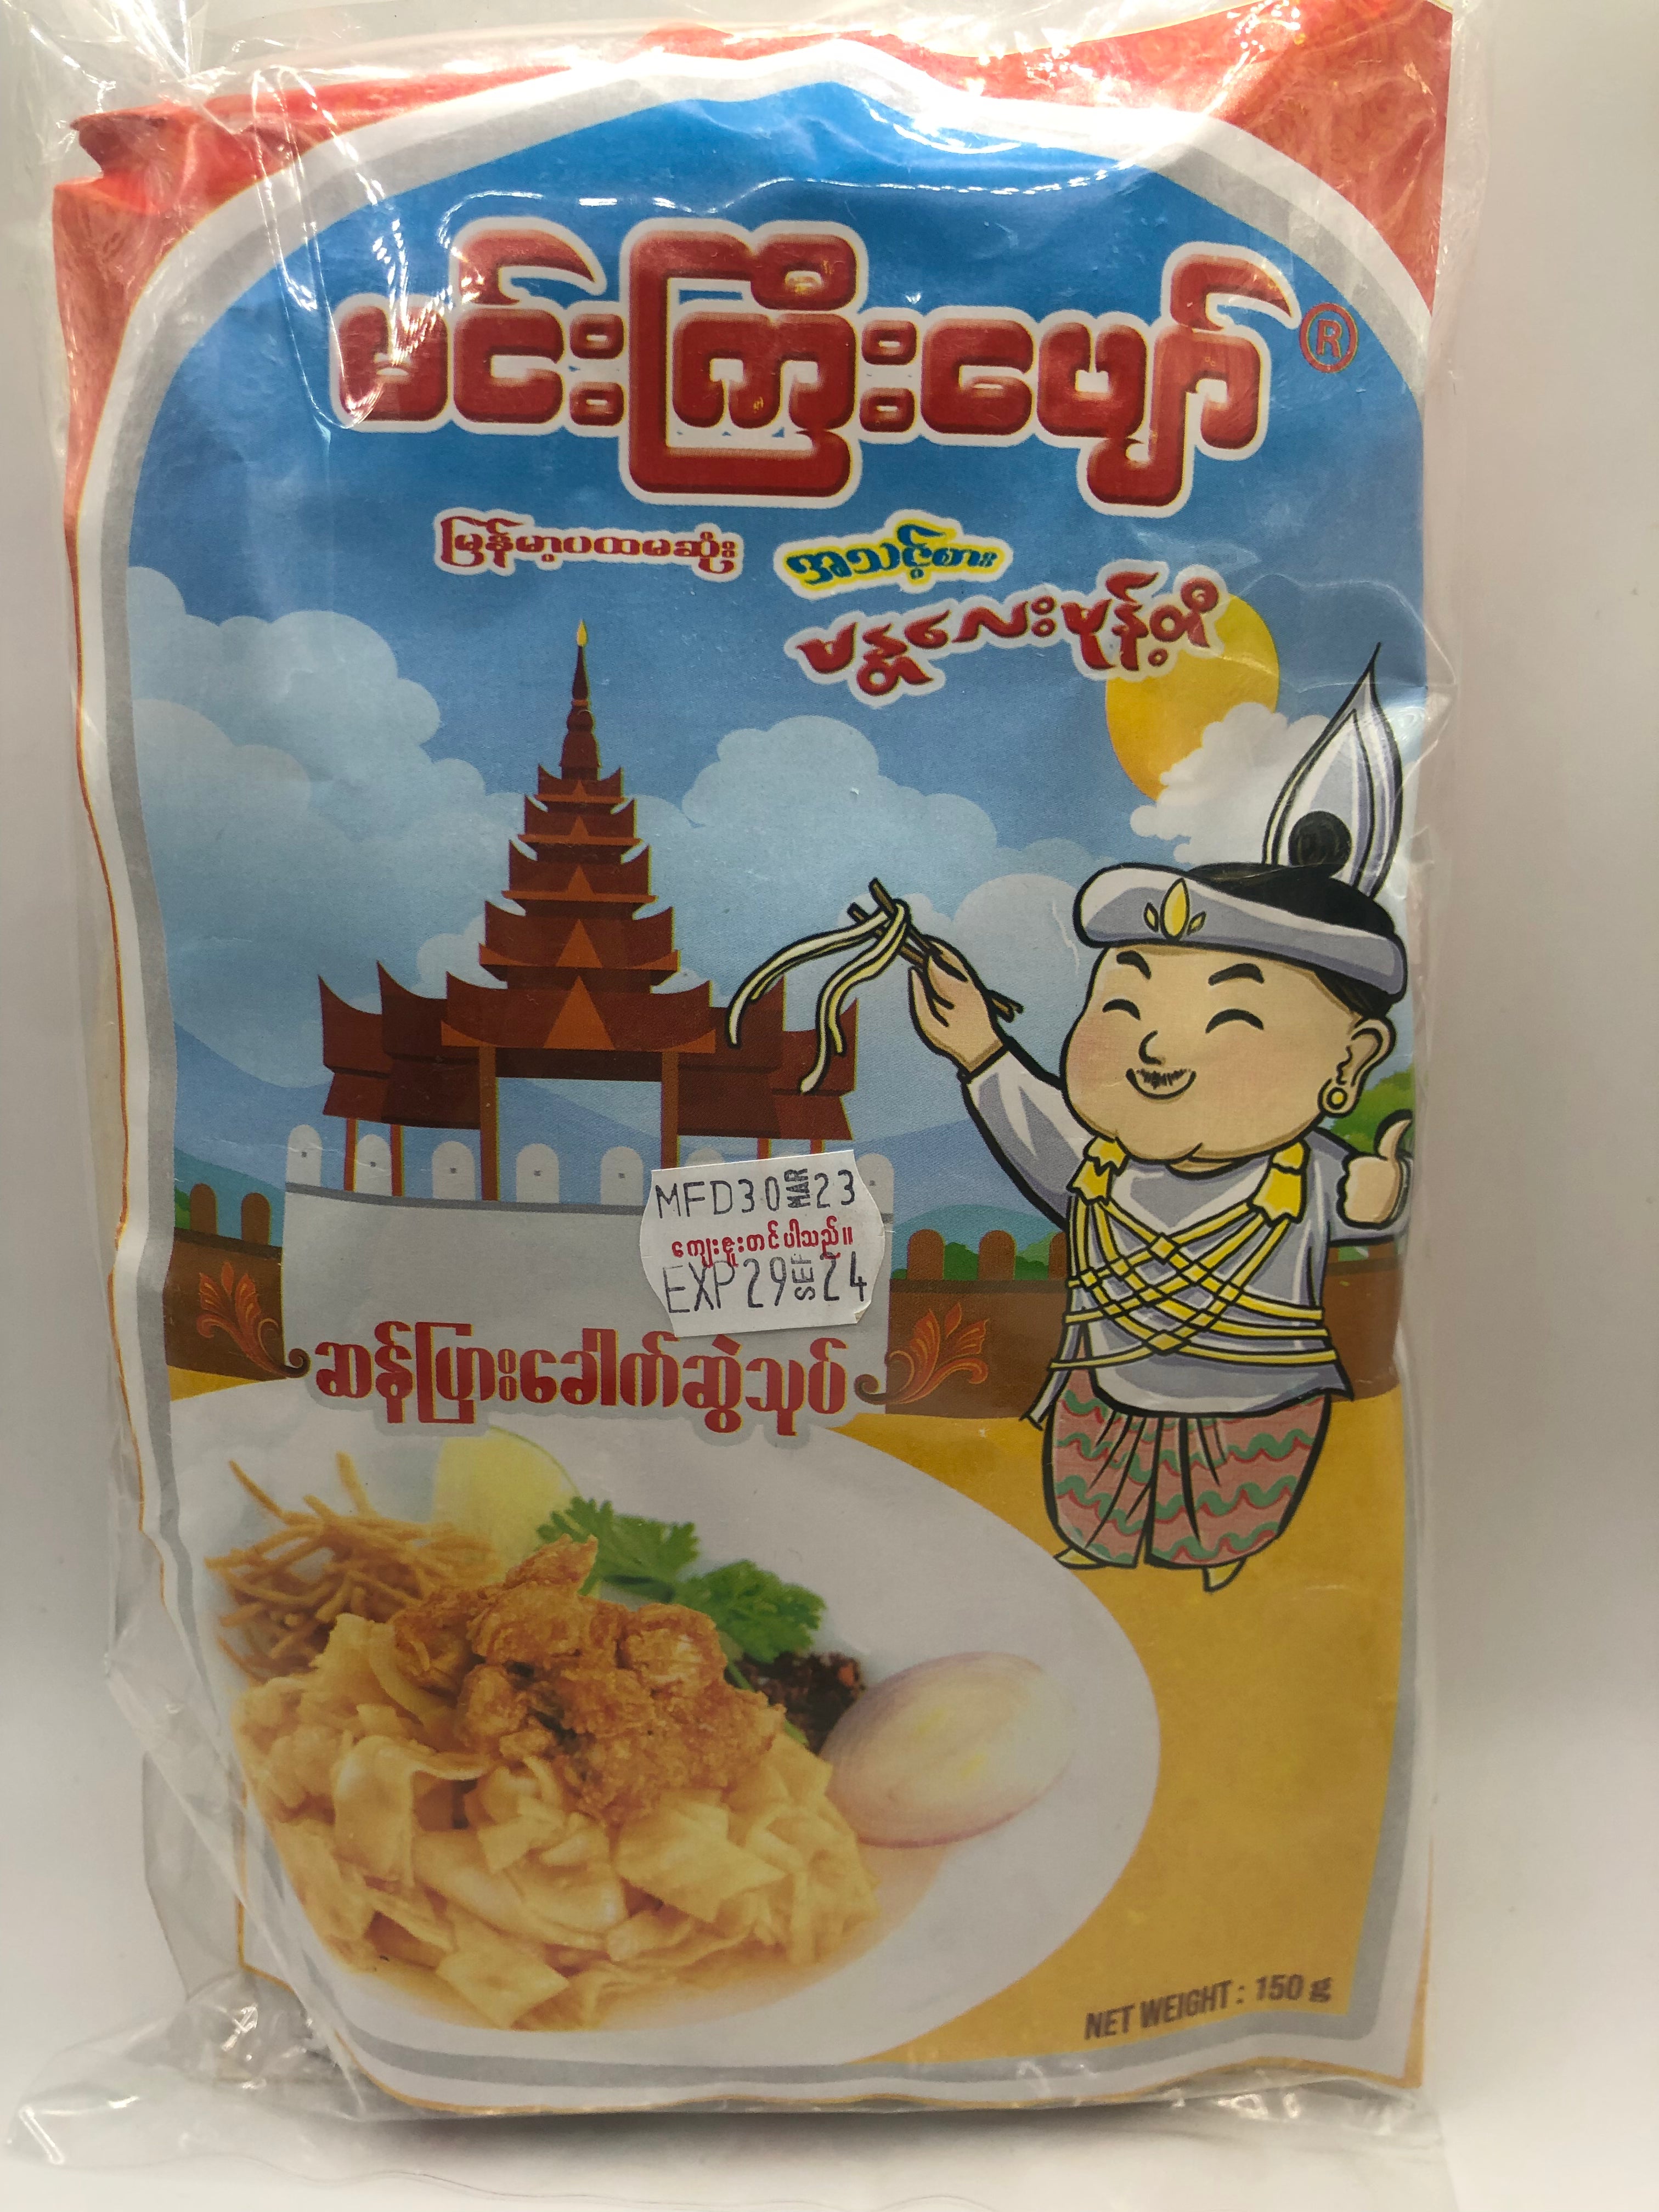 မင်းကြီးပျော်®
မြန်မာ့ပထမဆုံး အသင့်စား
မန္တလေးမုန့်တီ
MFD 30 MAR 23
ကျေးဇူးတင်ပါသည်။
EXP 29 SEP 24
ဆန်ပြားခေါက်ဆွဲသုပ်
NET WEIGHT : 150 g